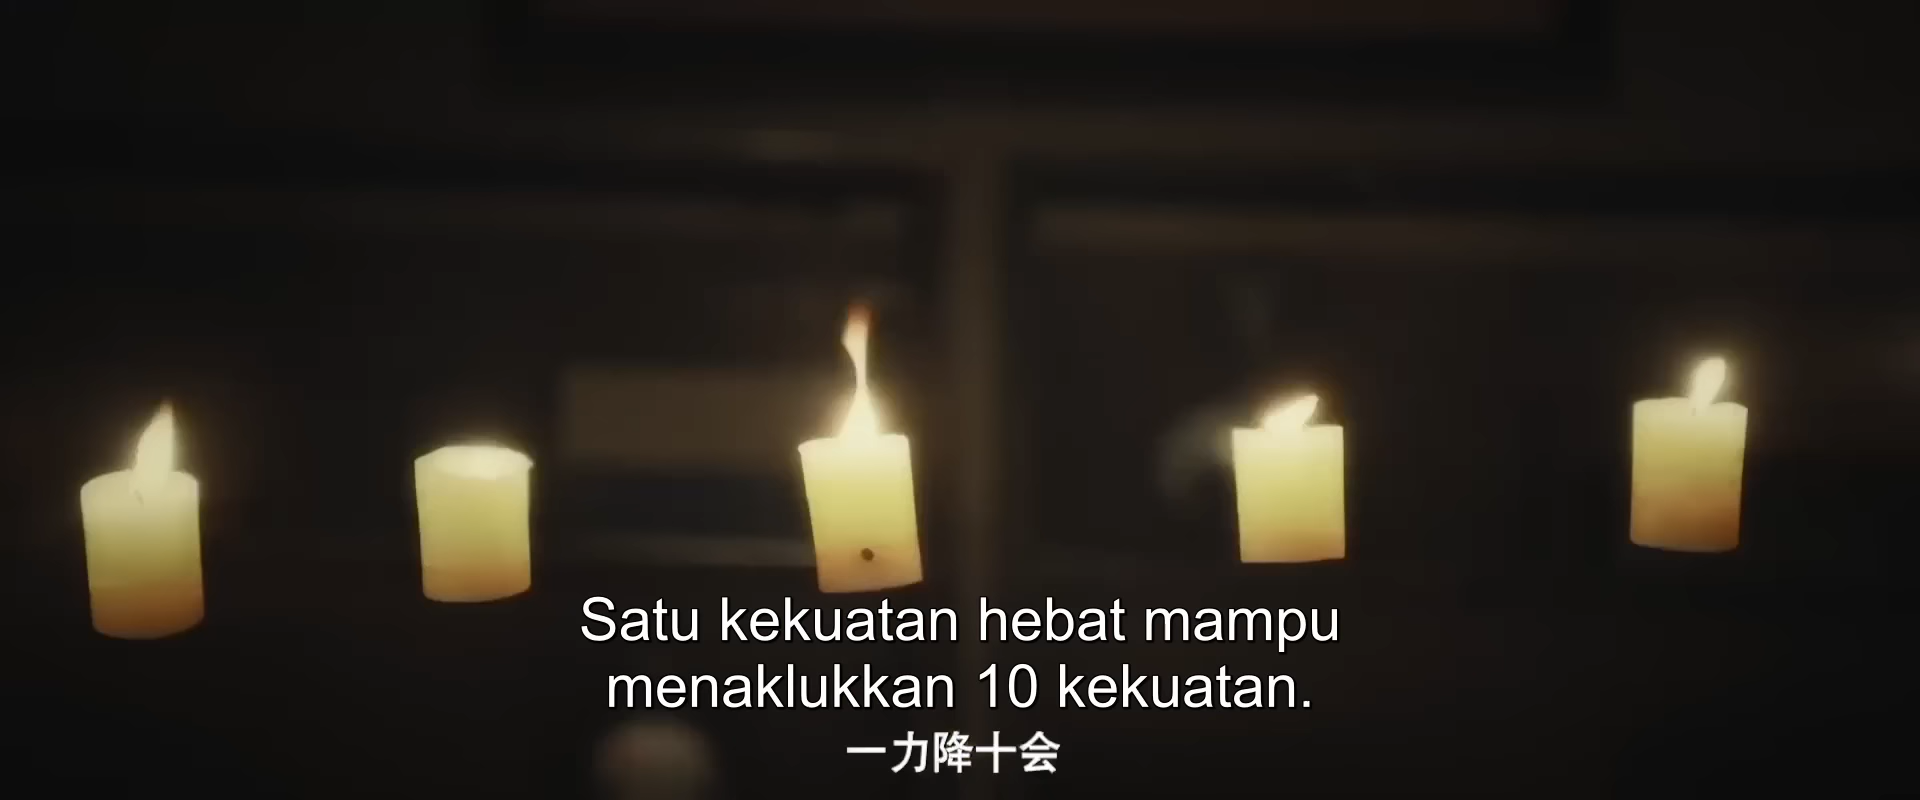 Satu kekuatan hebat mampu
menaklukkan 10 kekuatan.
一力降十会